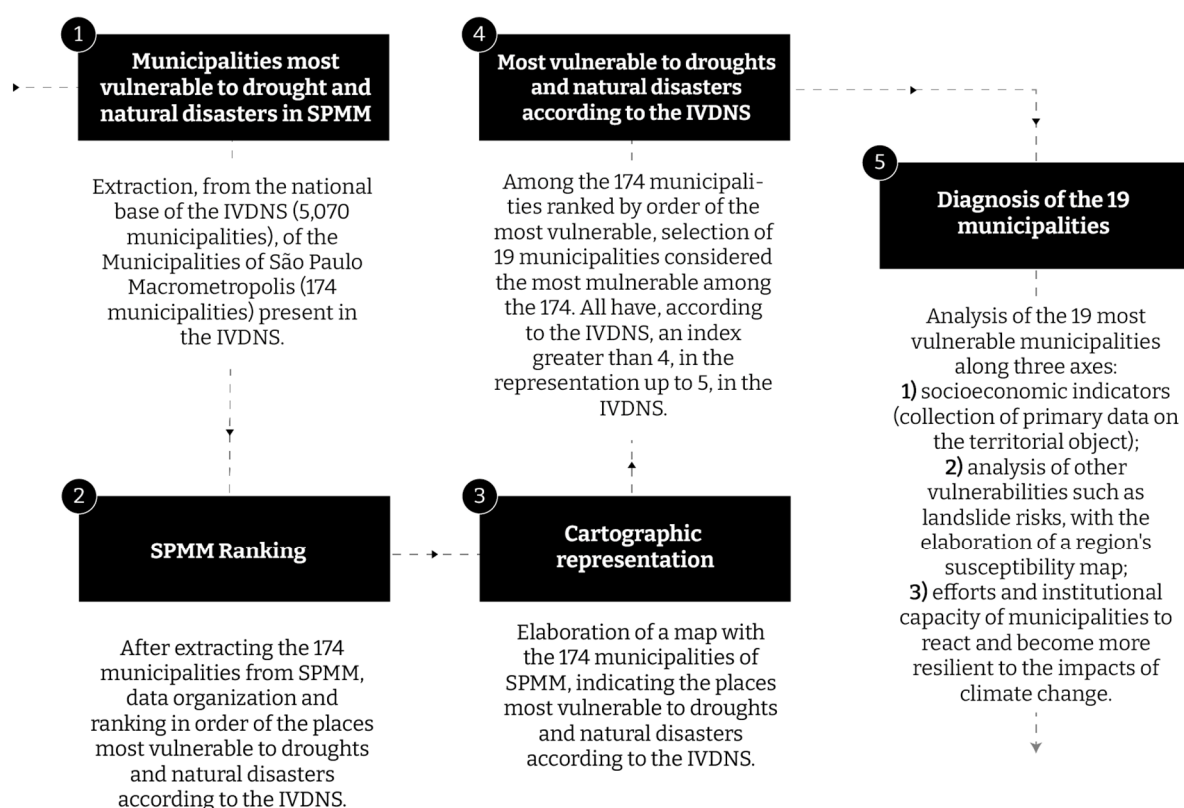 1
Municipalities most
vulnerable to drought and
natural disasters in SPMM
Extraction, from the national
base of the IVDNS (5,070
municipalities), of the
Municipalities of São Paulo
Macrometropolis (174
municipalities) present in
the IVDNS.
2
SPMM Ranking
After extracting the 174
municipalities from SPMM,
data organization and
ranking in order of the places
most vulnerable to droughts
and natural disasters
according to the IVDNS.
3
Cartographic
representation
Elaboration of a map with
the 174 municipalities of
SPMM, indicating the places
most vulnerable to droughts
and natural disasters
according to the IVDNS.
4
Most vulnerable to droughts
and natural disasters
according to the IVDNS
Among the 174 municipali-
ties ranked by order of the
most vulnerable, selection of
19 municipalities considered
the most mulnerable among
the 174. All have, according
to the IVDNS, an index
greater than 4, in the
representation up to 5, in the
IVDNS.
5
Diagnosis of the 19
municipalities
Analysis of the 19 most
vulnerable municipalities
along three axes:
1) socioeconomic indicators
(collection of primary data on
the territorial object);
2) analysis of other
vulnerabilities such as
landslide risks, with the
elaboration of a region's
susceptibility map;
3) efforts and institutional
capacity of municipalities to
react and become more
resilient to the impacts of
climate change.